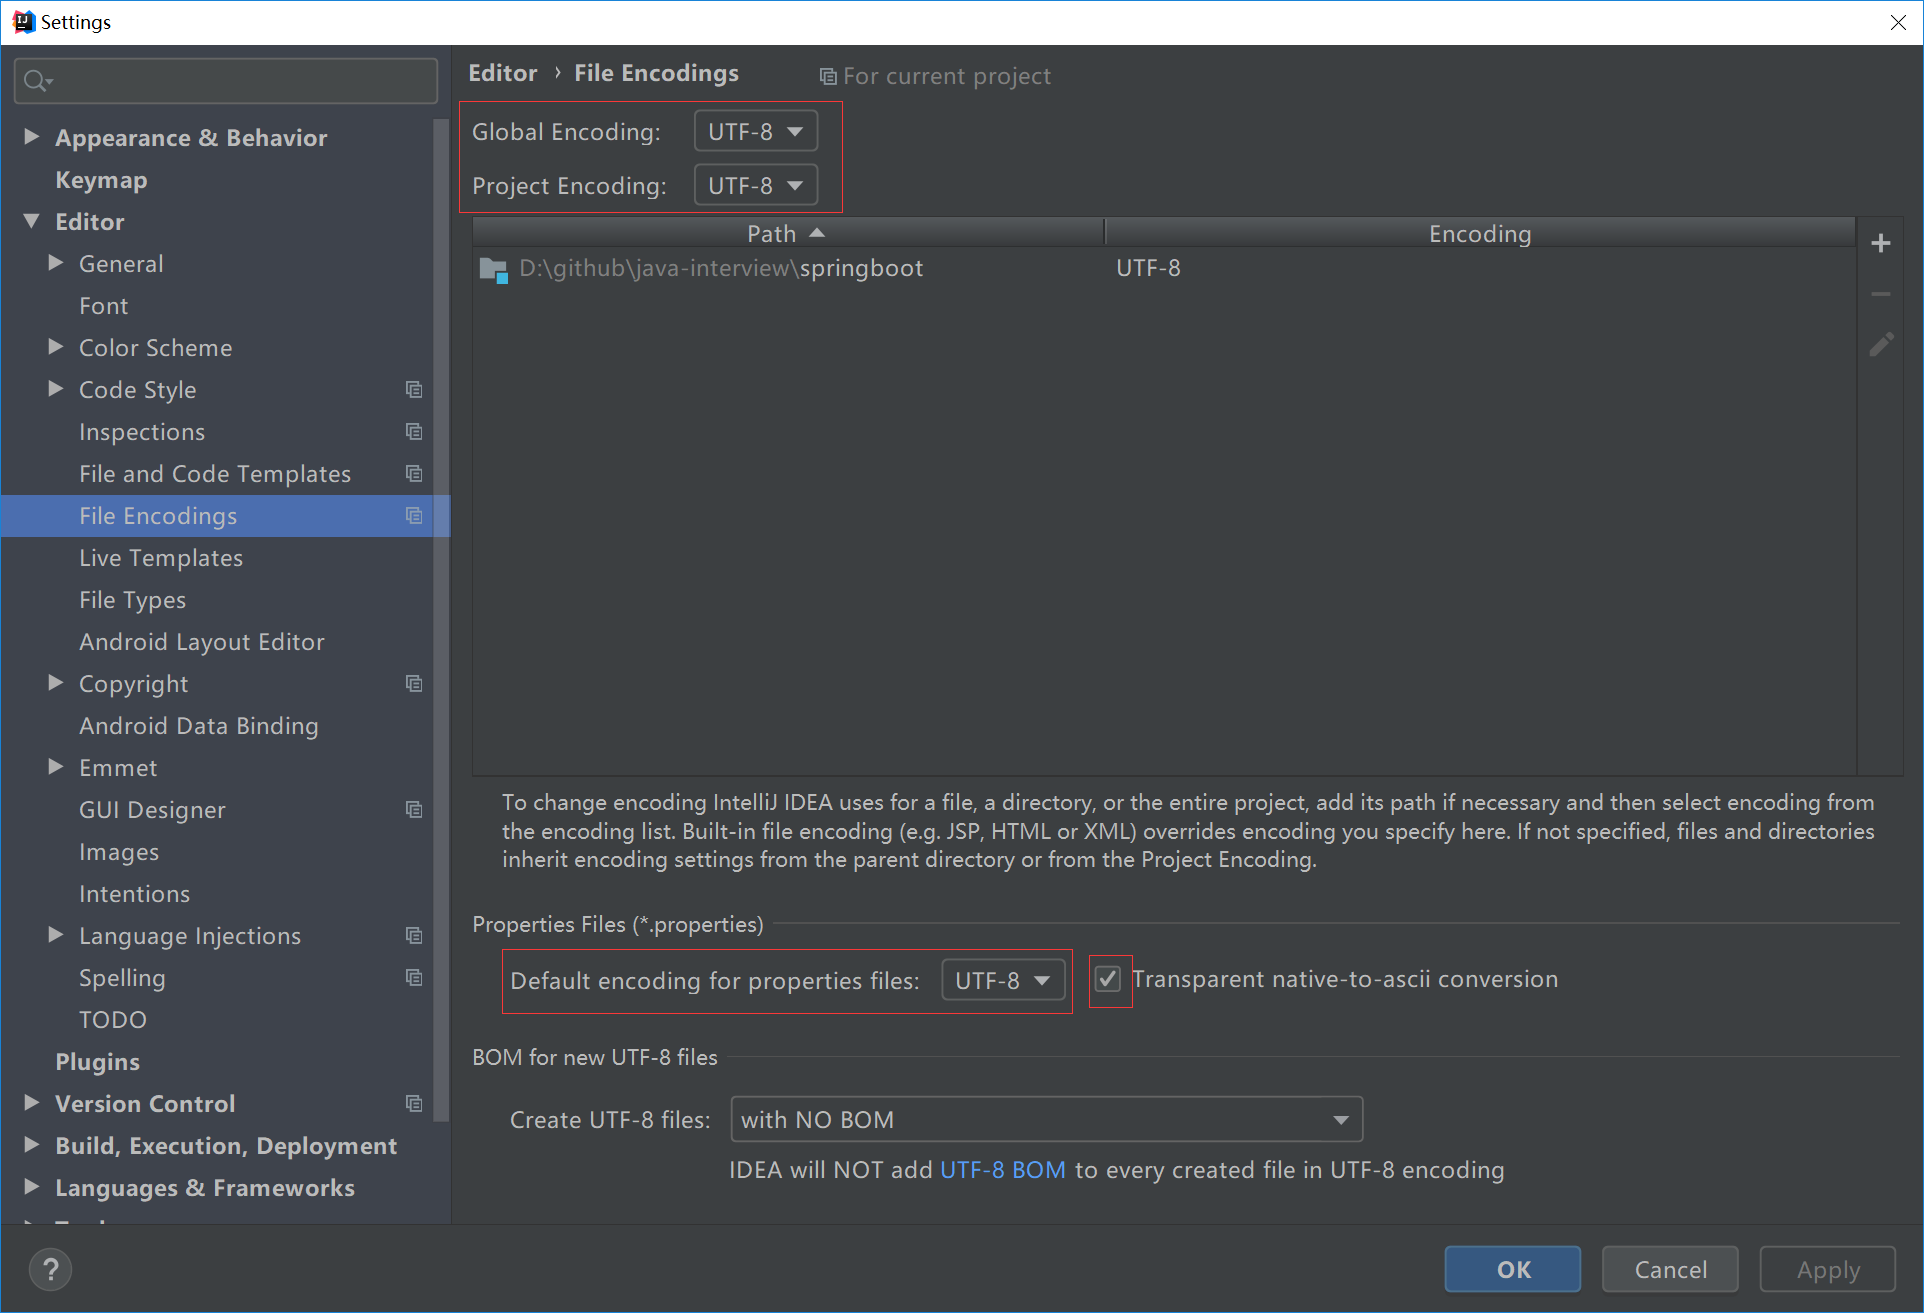 Settings
Appearance & Behavior
Keymap
Editor
General
Font
Color Scheme
Code Style
Inspections
File and Code Templates
File Encodings
Live Templates
File Types
Android Layout Editor
Copyright
Android Data Binding
Emmet
GUI Designer
Images
Intentions
Language Injections
Spelling
TODO
Plugins
Version Control
Build, Execution, Deployment
Languages & Frameworks
Editor › File Encodings For current project
Global Encoding: UTF-8
Project Encoding: UTF-8
Path Encoding
D:\github\java-interview\springboot UTF-8
To change encoding IntelliJ IDEA uses for a file, a directory, or the entire project, add its path if necessary and then select encoding from
the encoding list. Built-in file encoding (e.g. JSP, HTML or XML) overrides encoding you specify here. If not specified, files and directories
inherit encoding settings from the parent directory or from the Project Encoding.
Properties Files (*.properties)
Default encoding for properties files: UTF-8 Transparent native-to-ascii conversion
BOM for new UTF-8 files
Create UTF-8 files: with NO BOM
IDEA will NOT add UTF-8 BOM to every created file in UTF-8 encoding
? OK Cancel Apply